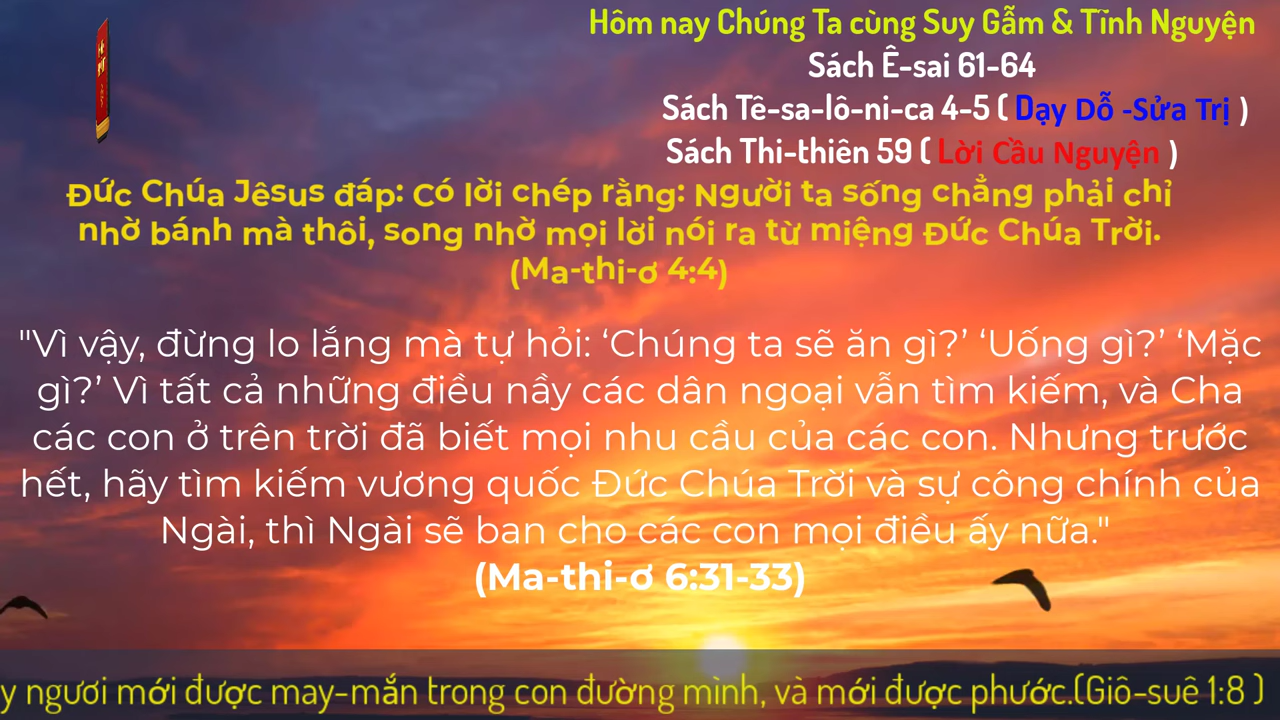 Hôm nay Chúng Ta cùng Suy Gẫm & Tĩnh Nguyện
Sách Ê-sai 61-64
Sách Tê-sa-lô-ni-ca 4-5 ( Dạy Dỗ -Sửa Trị )
Sách Thi-thiên 59 ( Lời Cầu Nguyện )
Đức Chúa Jêsus đáp: Có lời chép rằng: Người ta sống chẳng phải chỉ
nhờ bánh mà thôi, song nhờ mọi lời nói ra từ miệng Đức Chúa Trời.
(Ma-thi-ơ 4:4)
"Vì vậy, đừng lo lắng mà tự hỏi: ‘Chúng ta sẽ ăn gì?’ ‘Uống gì?’ ‘Mặc
gì?’ Vì tất cả những điều nầy các dân ngoại vẫn tìm kiếm, và Cha
các con ở trên trời đã biết mọi nhu cầu của các con. Nhưng trước
hết, hãy tìm kiếm vương quốc Đức Chúa Trời và sự công chính của
Ngài, thì Ngài sẽ ban cho các con mọi điều ấy nữa."
(Ma-thi-ơ 6:31-33)
y ngươi mới được may-mắn trong con đường mình, và mới được phước.(Giô-suê 1:8 )